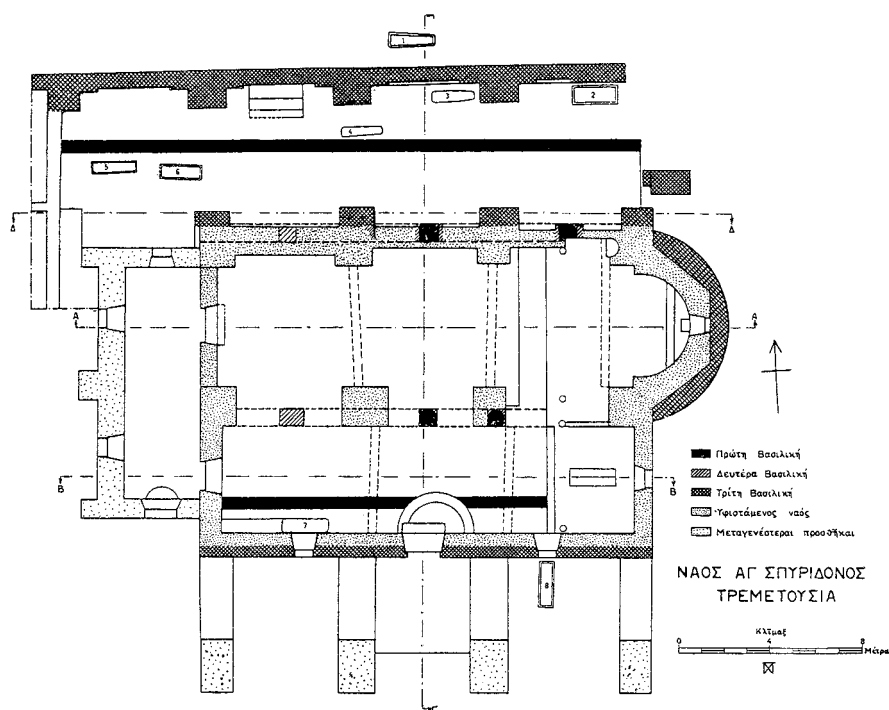 Γ
1
3
2
4
5
6
Δ
Δ
Α
Α
Β
Β
7
8
Γ
Πρώτη Βασιλική
Δευτέρα Βασιλική
Τρίτη Βασιλική
Ὑφιστάμενος ναός
Μεταγενέστεραι προσθῆκαι
ΝΑΟΣ ΑΓ ΣΠΥΡΙΔΟΝΟΣ
ΤΡΕΜΕΤΟΥΣΙΑ
Κλῖμαξ
0 4 8 Μέτρα